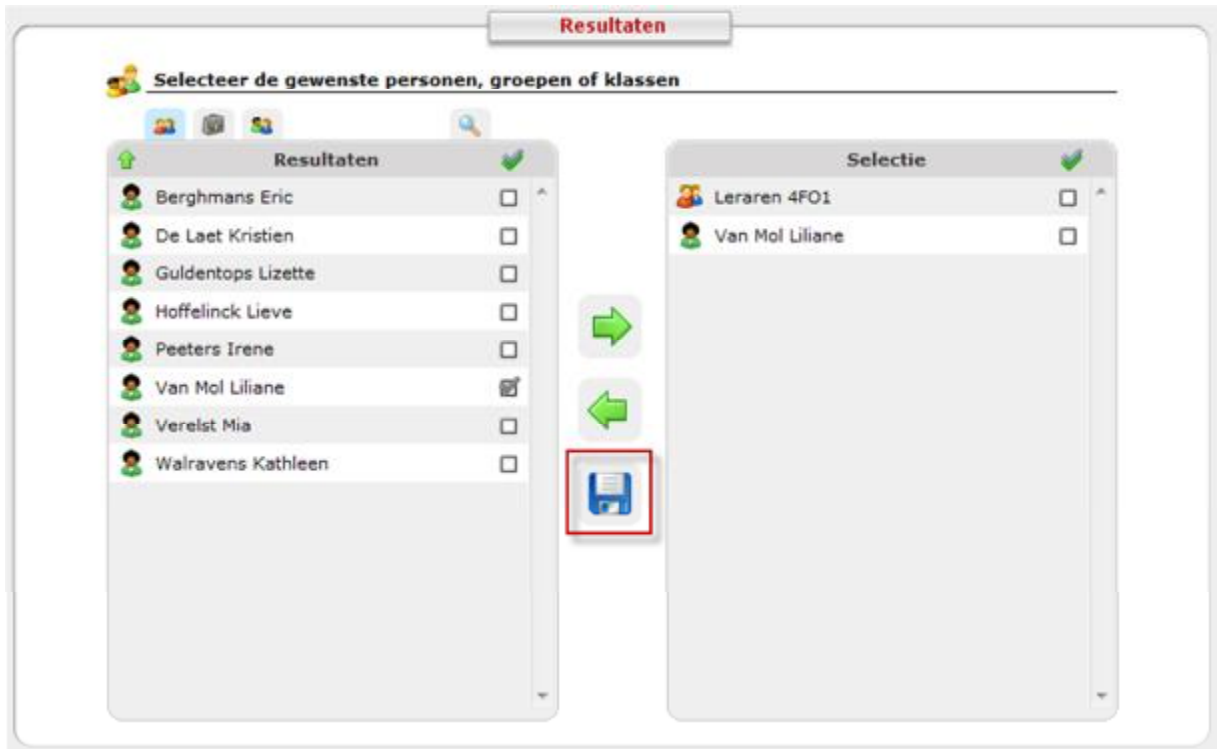 Resultaten
Selecteer de gewenste personen, groepen of klassen
Resultaten
Berghmans Eric
De Laet Kristien
Guldentops Lizette
Hoffelinck Lieve
Peeters Irene
Van Mol Liliane
Verelst Mia
Walravens Kathleen
Selectie
Leraren 4FO1
Van Mol Liliane